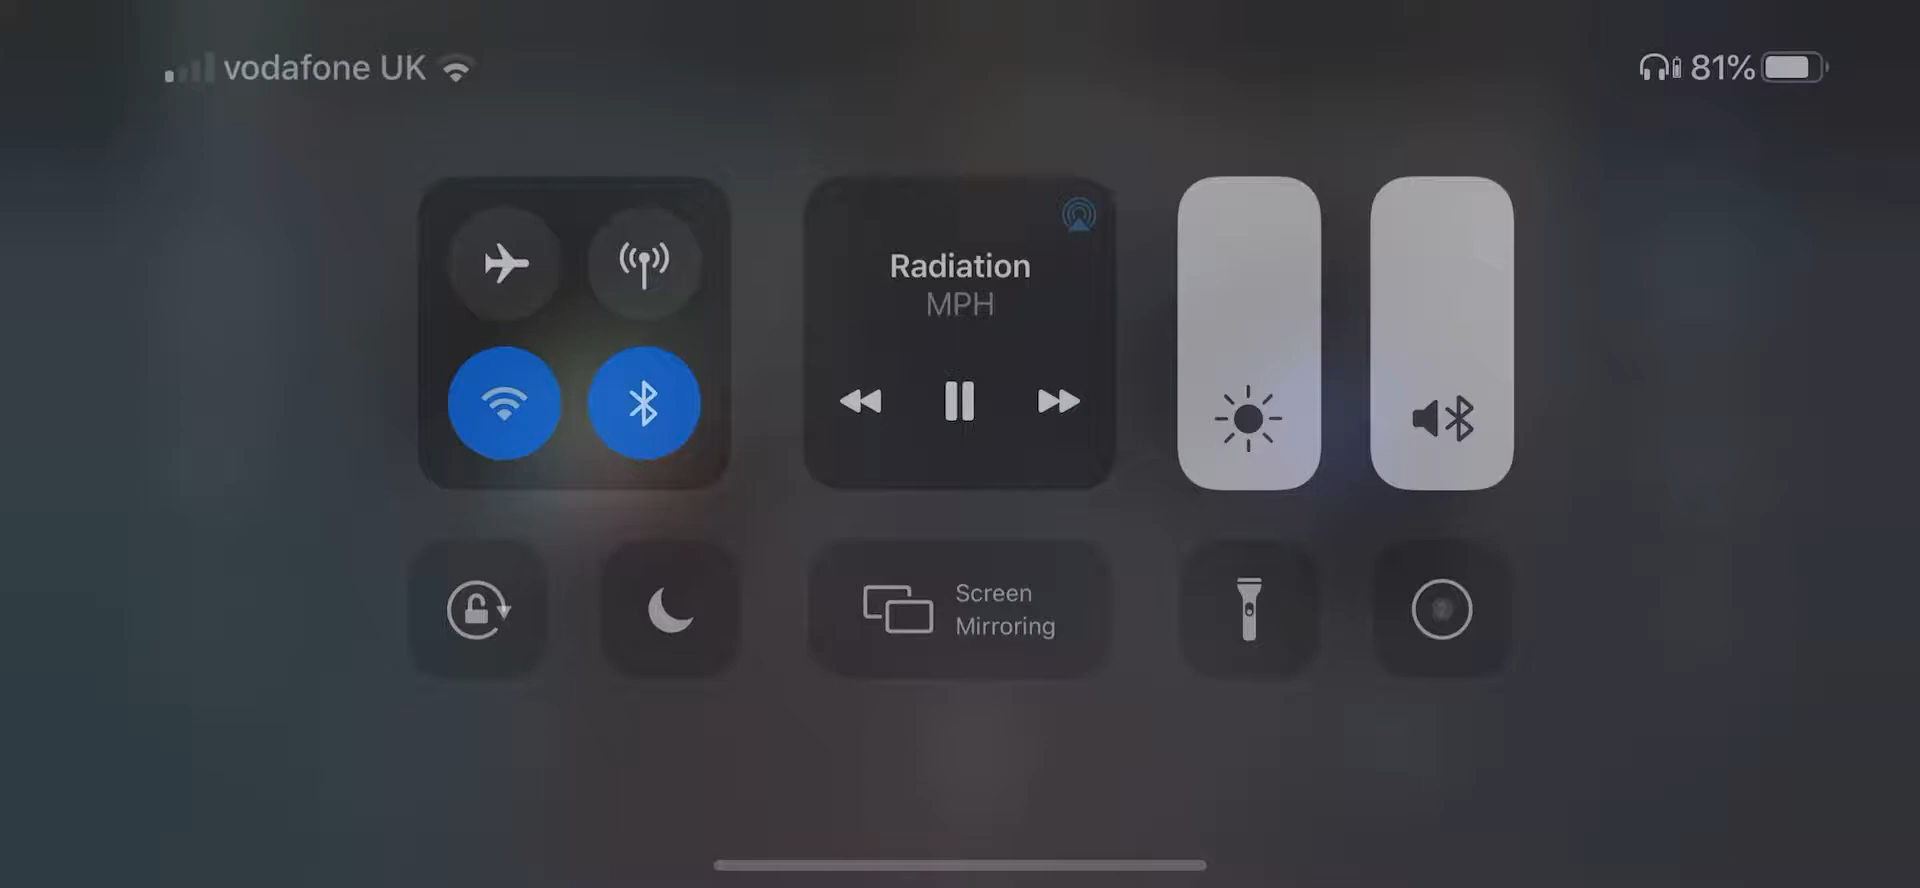 vodafone UK
81%
Radiation
MPH
Screen
Mirroring